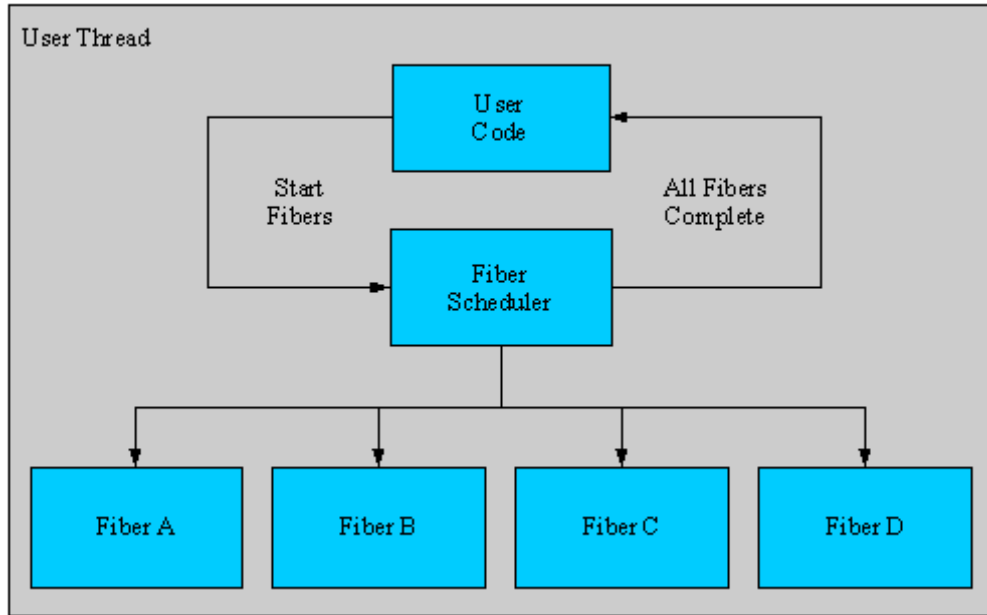 User Thread
User
Code
Start
Fibers
All Fibers
Complete
Fiber
Scheduler
Fiber A
Fiber B
Fiber C
Fiber D